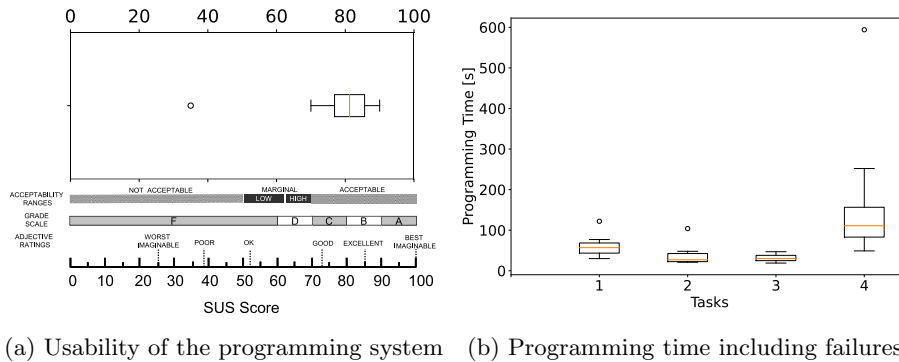 0 20 40 60 80 100
NOT ACCEPTABLE MARGINAL ACCEPTABLE
ACCEPTABILITY RANGES LOW HIGH
GRADE SCALE F D C B A
ADJECTIVE RATINGS WORST IMAGINABLE POOR OK GOOD EXCELLENT BEST IMAGINABLE
0 10 20 30 40 50 60 70 80 90 100
SUS Score
(a) Usability of the programming system
Programming Time [s]
600
500
400
300
200
100
0
1 2 3 4
Tasks
(b) Programming time including failures